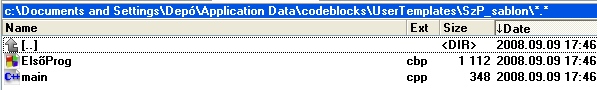 c:\Documents and Settings\Depó\Application Data\codeblocks\UserTemplates\SzP_sablon\*.*
Name Ext Size ↓Date
[..] <DIR> 2008.09.09 17:46
ElsőProg cbp 1 112 2008.09.09 17:46
main cpp 348 2008.09.09 17:46